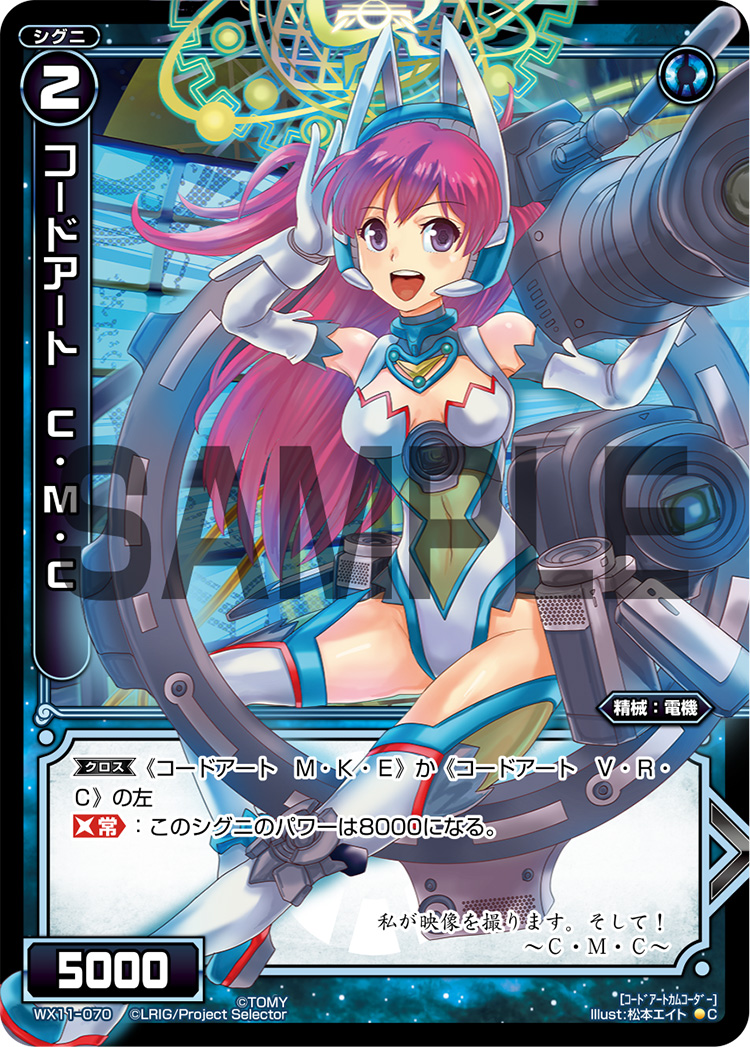 シグニ
2
コードアート C・M・C
SAMPLE
精械：電機
クロス 《コードアート M・K・E》か《コードアート V・R・
C》の左
常：このシグニのパワーは8000になる。
私が映像を撮ります。そして！
～C・M・C～
5000
WX11-070
©TOMY
©LRIG/Project Selector
[コードアートカムコーダー]
Illust:松本エイト C